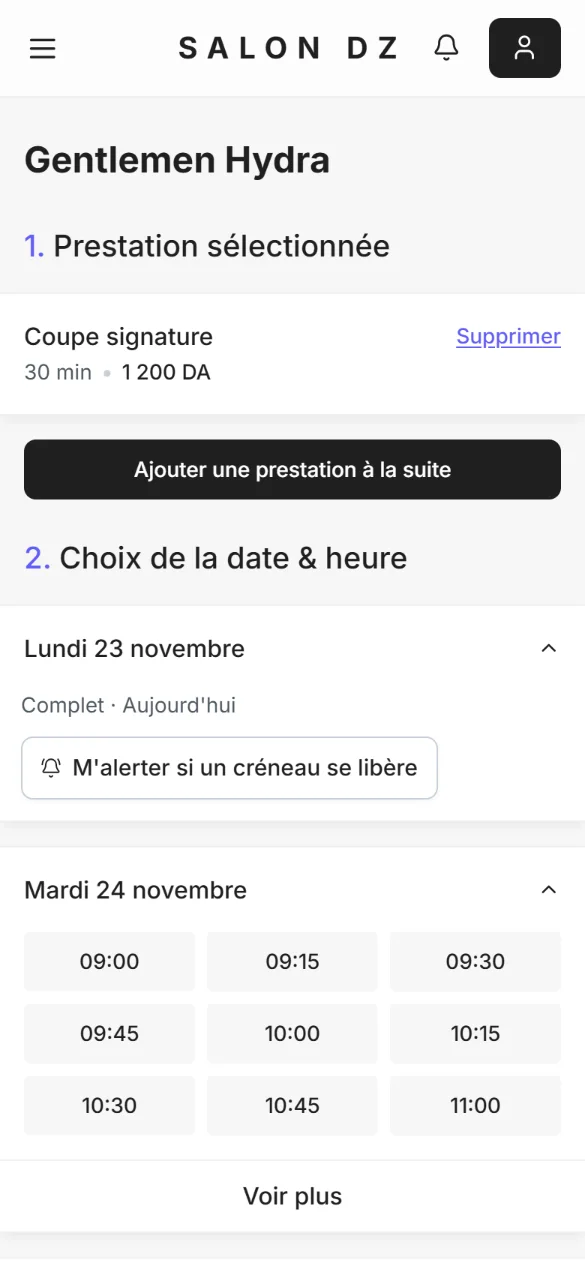 SALON DZ
Gentlemen Hydra
1. Prestation sélectionnée
Coupe signature
Supprimer
30 min • 1 200 DA
Ajouter une prestation à la suite
2. Choix de la date & heure
Lundi 23 novembre
Complet · Aujourd'hui
M'alerter si un créneau se libère
Mardi 24 novembre
09:00 09:15 09:30
09:45 10:00 10:15
10:30 10:45 11:00
Voir plus